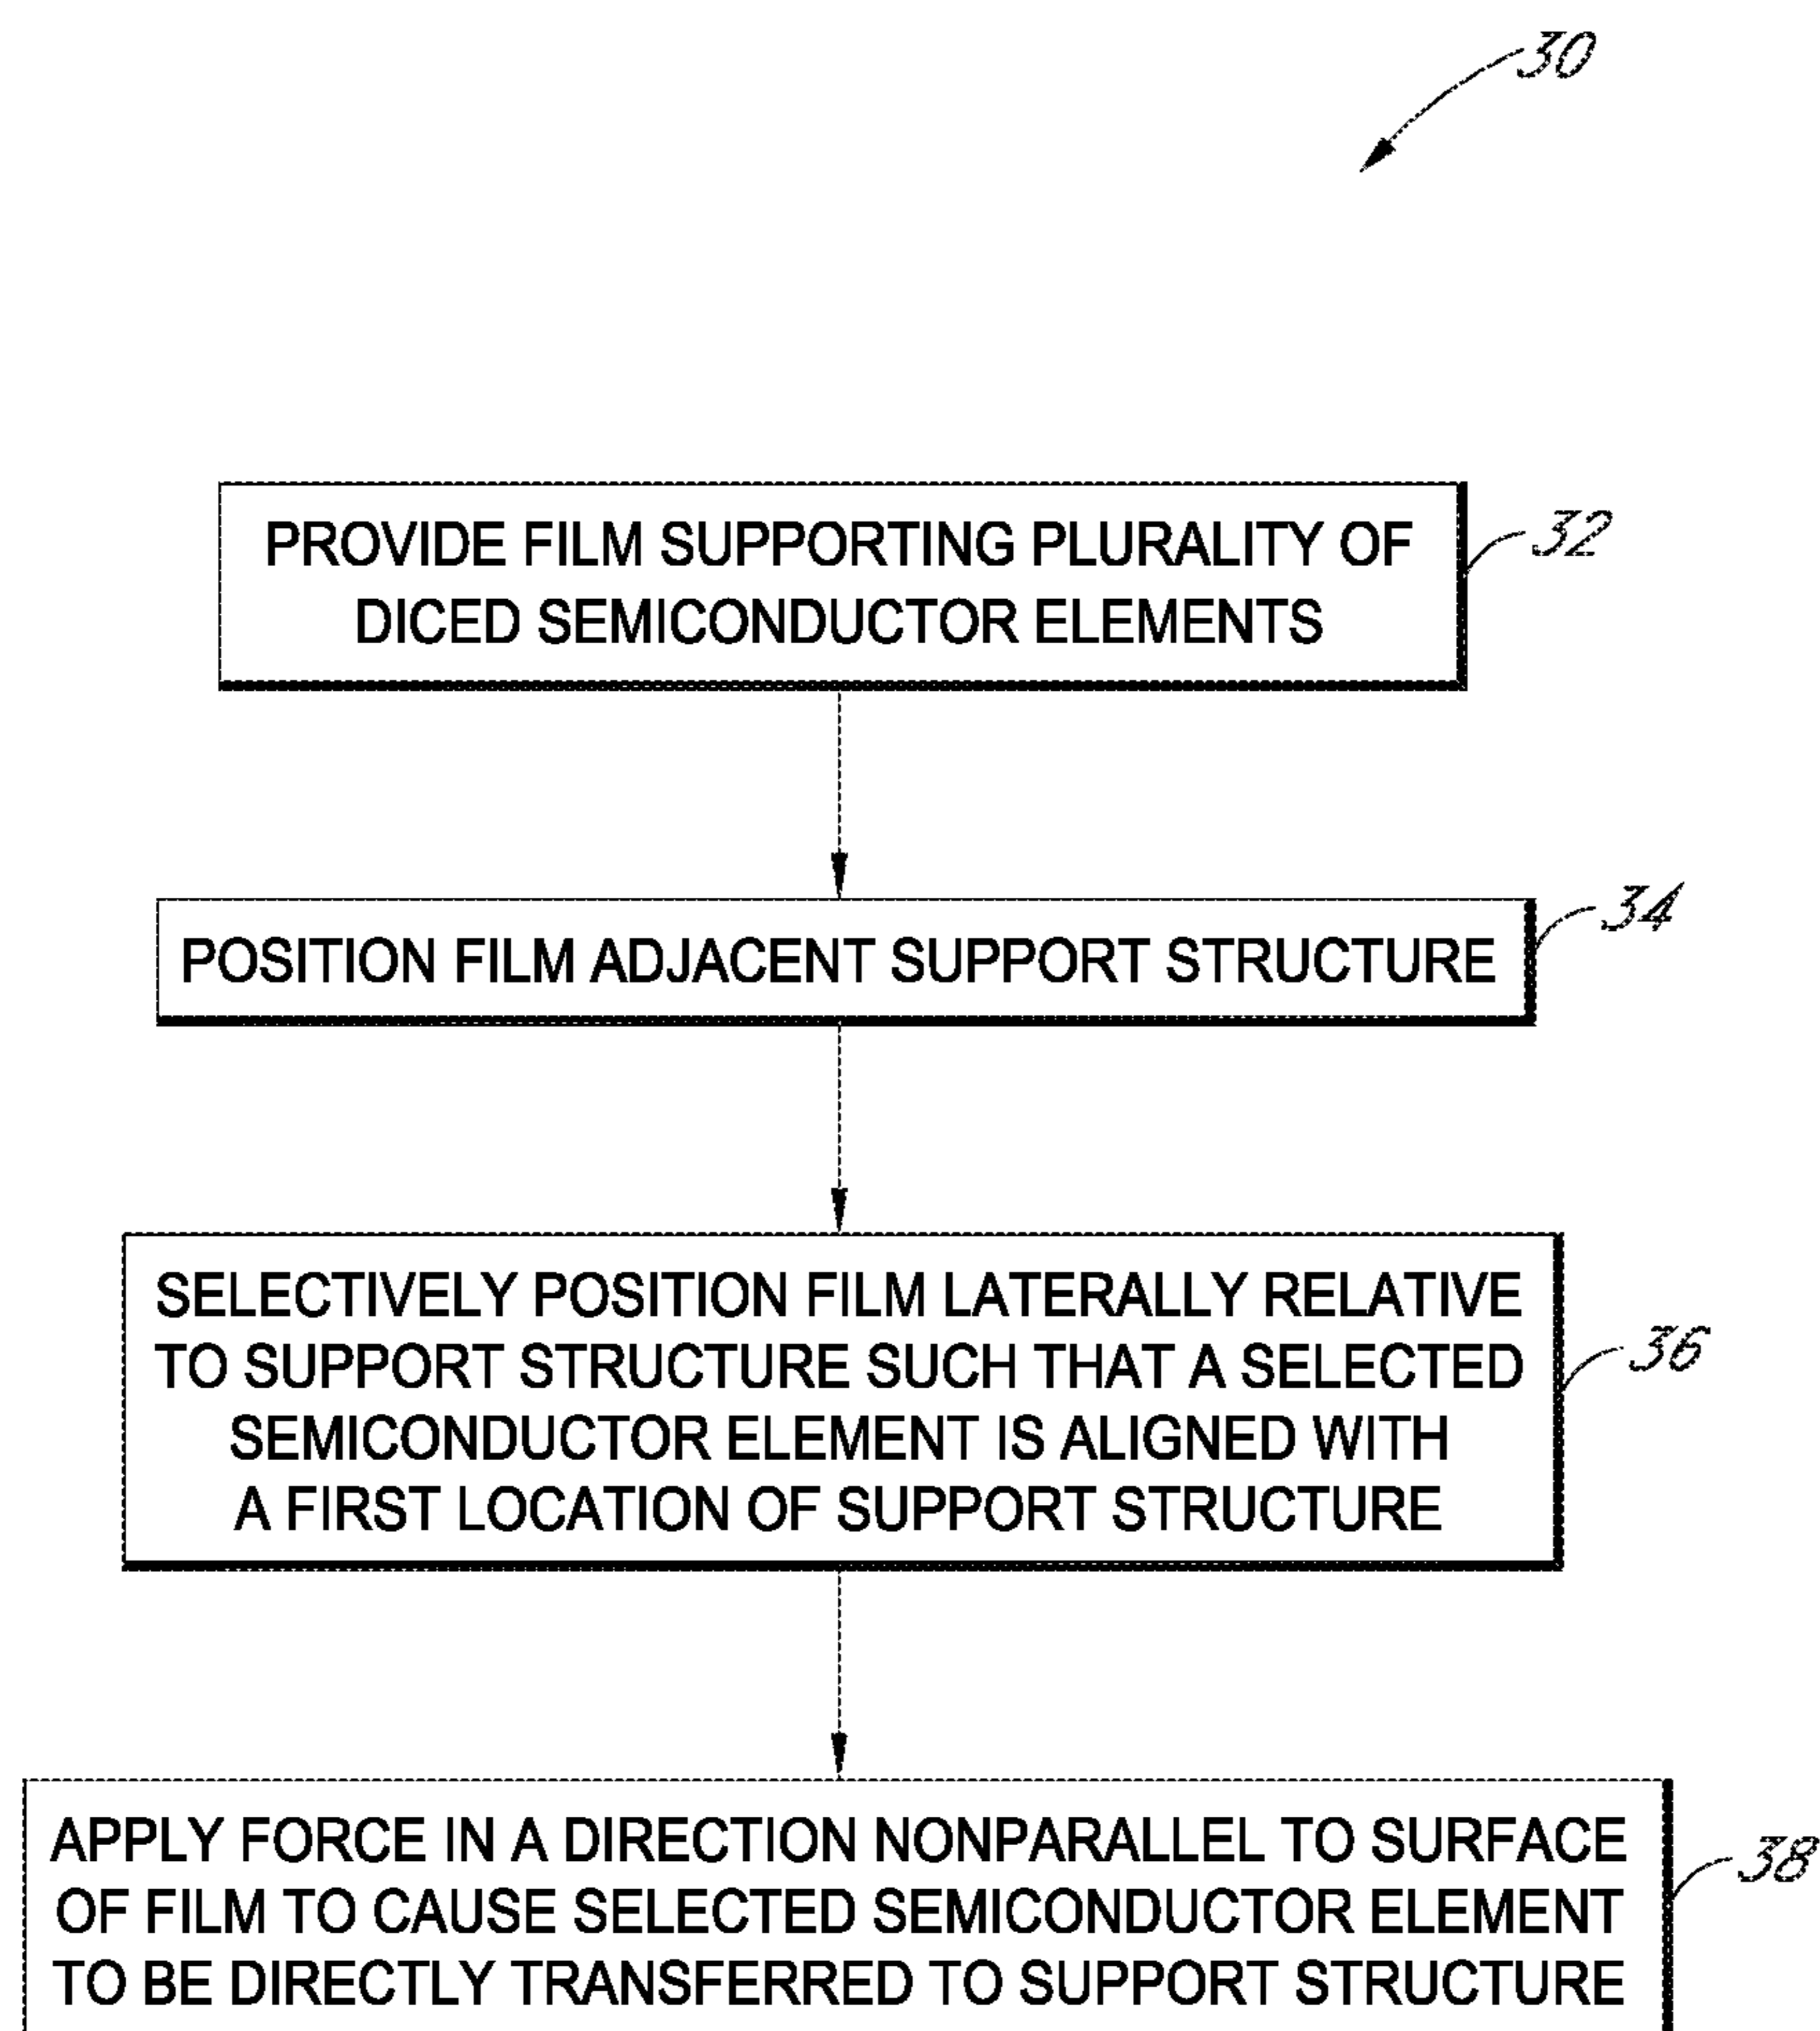 30
PROVIDE FILM SUPPORTING PLURALITY OF
DICED SEMICONDUCTOR ELEMENTS
32
POSITION FILM ADJACENT SUPPORT STRUCTURE
34
SELECTIVELY POSITION FILM LATERALLY RELATIVE
TO SUPPORT STRUCTURE SUCH THAT A SELECTED
SEMICONDUCTOR ELEMENT IS ALIGNED WITH
A FIRST LOCATION OF SUPPORT STRUCTURE
36
APPLY FORCE IN A DIRECTION NONPARALLEL TO SURFACE
OF FILM TO CAUSE SELECTED SEMICONDUCTOR ELEMENT
TO BE DIRECTLY TRANSFERRED TO SUPPORT STRUCTURE
38